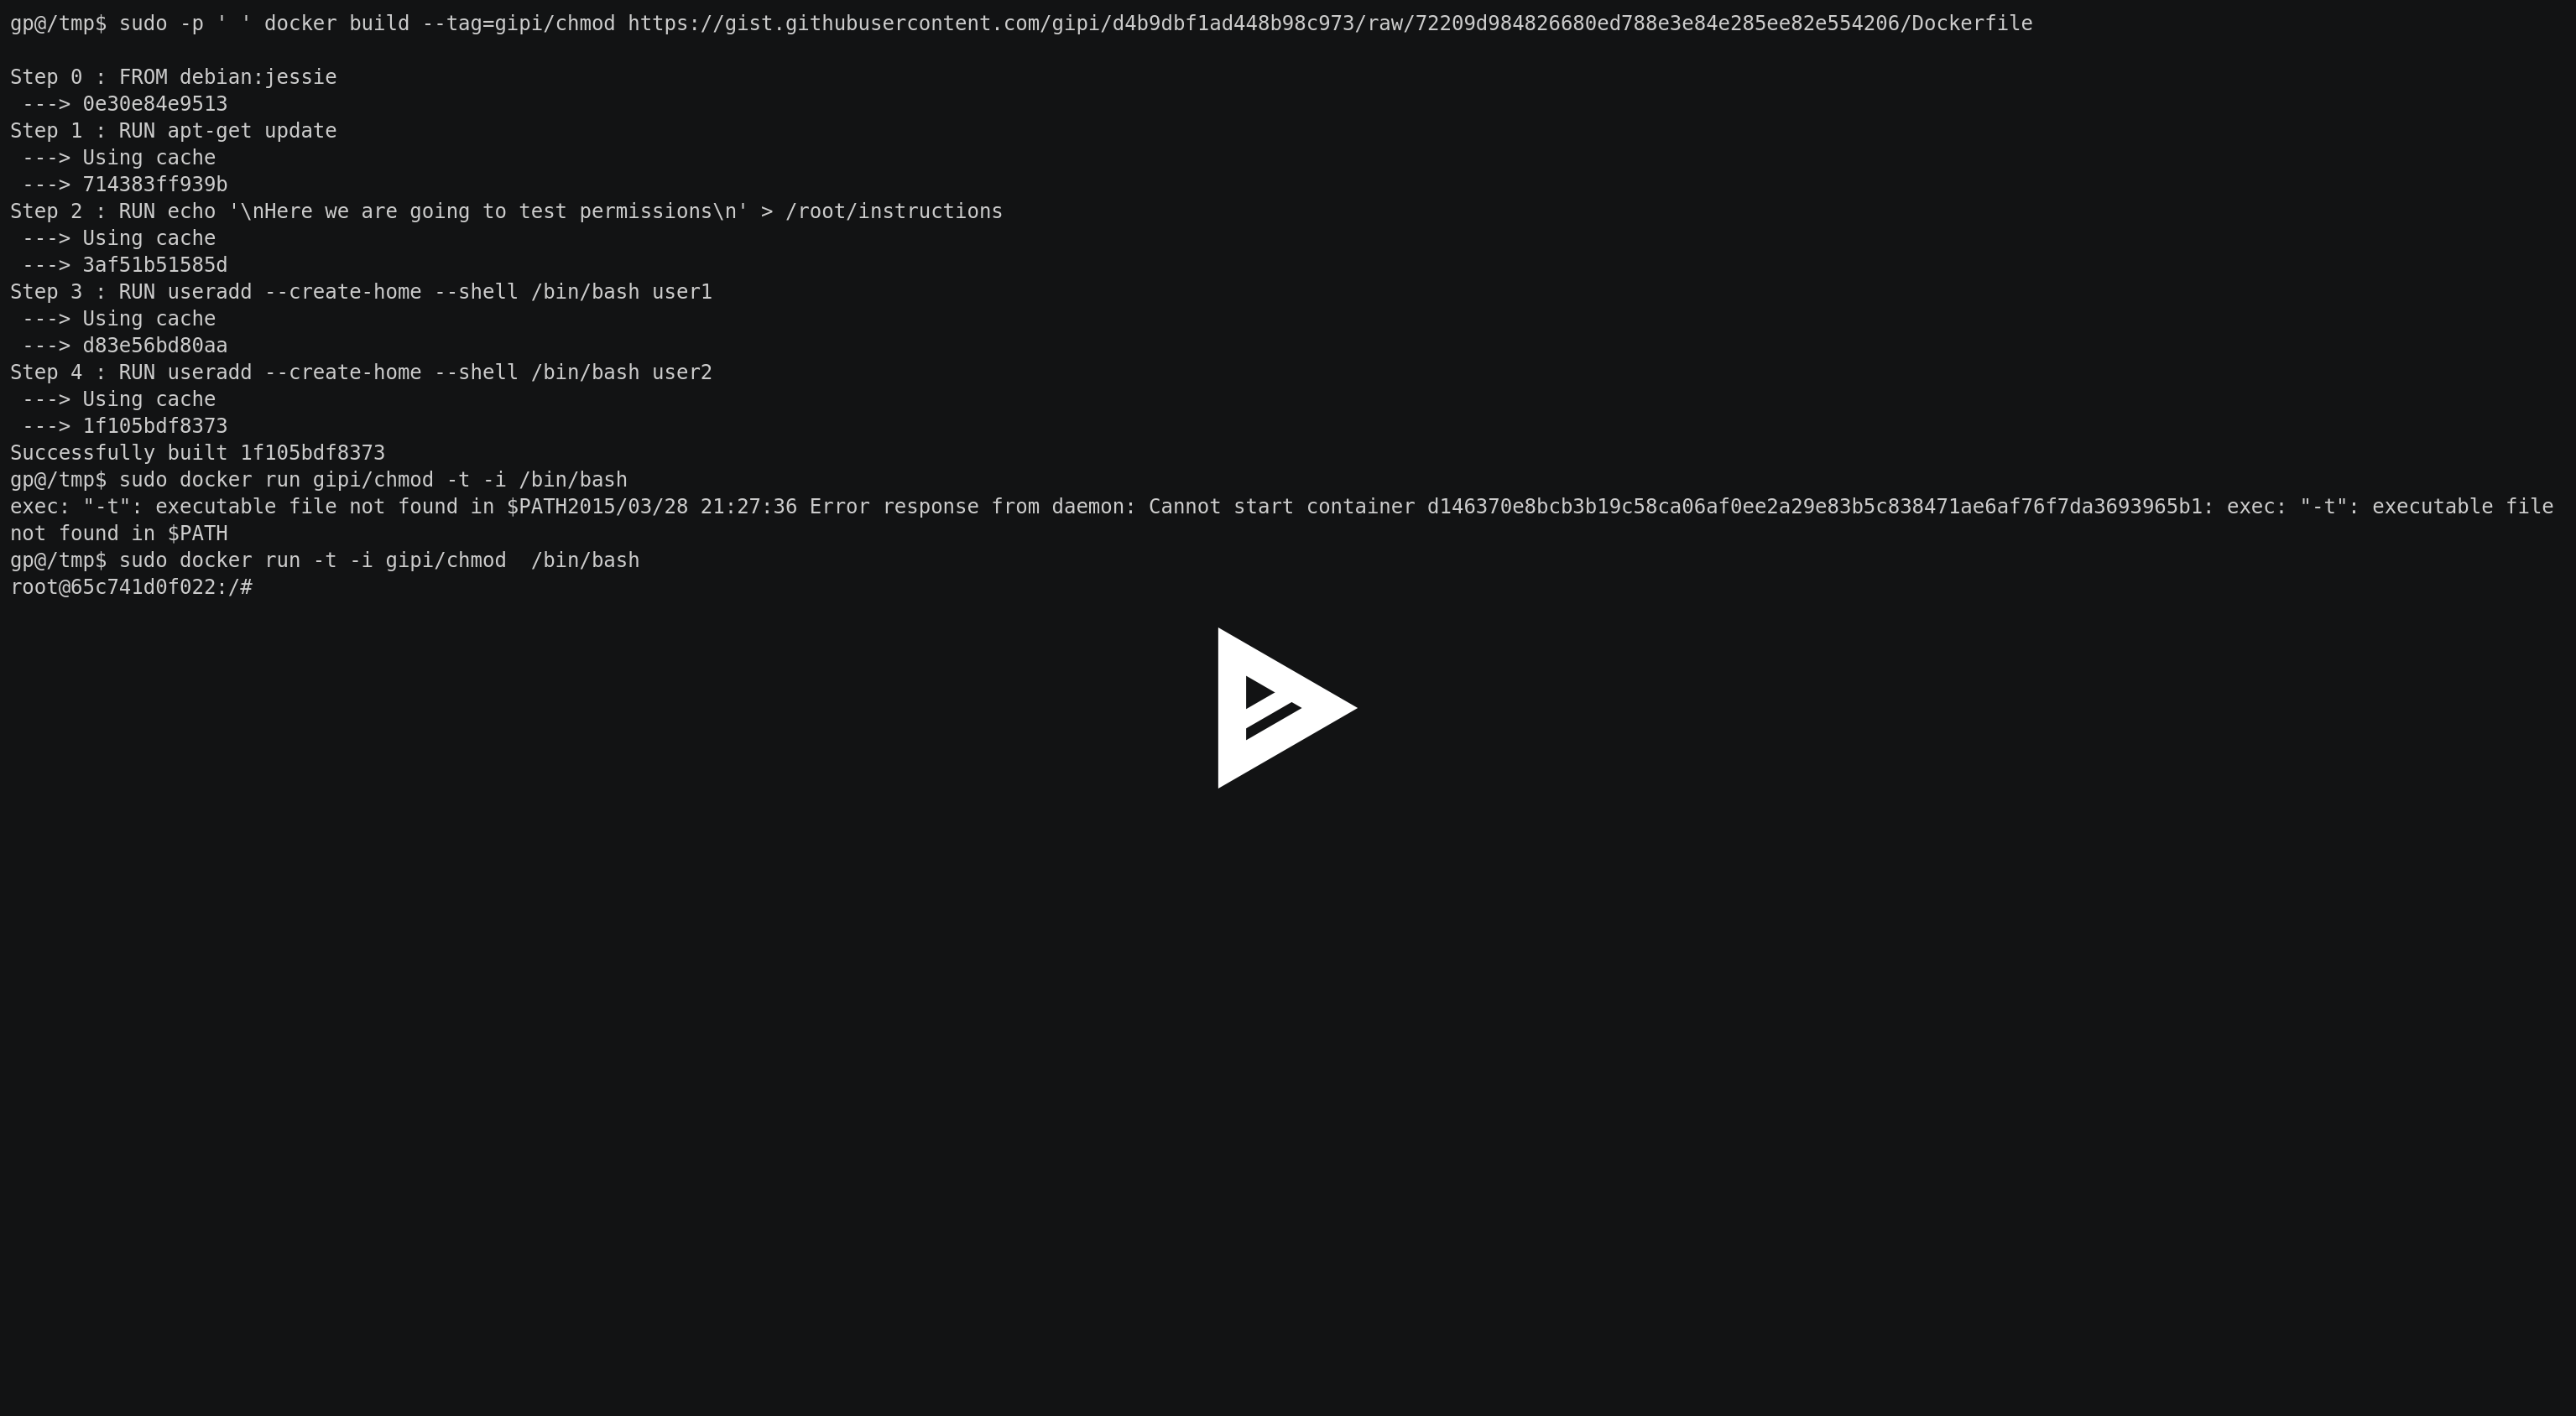 gp@/tmp$ sudo -p ' ' docker build --tag=gipi/chmod https://gist.githubusercontent.com/gipi/d4b9dbf1ad448b98c973/raw/72209d984826680ed788e3e84e285ee82e554206/Dockerfile
Step 0 : FROM debian:jessie
 ---> 0e30e84e9513
Step 1 : RUN apt-get update
 ---> Using cache
 ---> 714383ff939b
Step 2 : RUN echo '\nHere we are going to test permissions\n' > /root/instructions
 ---> Using cache
 ---> 3af51b51585d
Step 3 : RUN useradd --create-home --shell /bin/bash user1
 ---> Using cache
 ---> d83e56bd80aa
Step 4 : RUN useradd --create-home --shell /bin/bash user2
 ---> Using cache
 ---> 1f105bdf8373
Successfully built 1f105bdf8373
gp@/tmp$ sudo docker run gipi/chmod -t -i /bin/bash
exec: "-t": executable file not found in $PATH2015/03/28 21:27:36 Error response from daemon: Cannot start container d146370e8bcb3b19c58ca06af0ee2a29e83b5c838471ae6af76f7da3693965b1: exec: "-t": executable file
not found in $PATH
gp@/tmp$ sudo docker run -t -i gipi/chmod  /bin/bash
root@65c741d0f022:/#